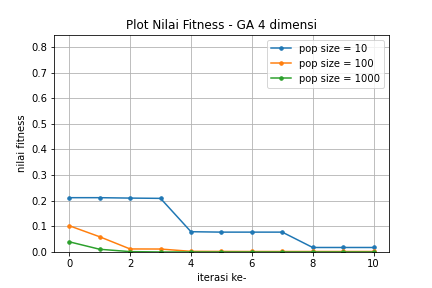 Plot Nilai Fitness - GA 4 dimensi
nilai fitness
0.8
0.7
0.6
0.5
0.4
0.3
0.2
0.1
0.0
pop size = 10
pop size = 100
pop size = 1000
0 2 4 6 8 10
iterasi ke-